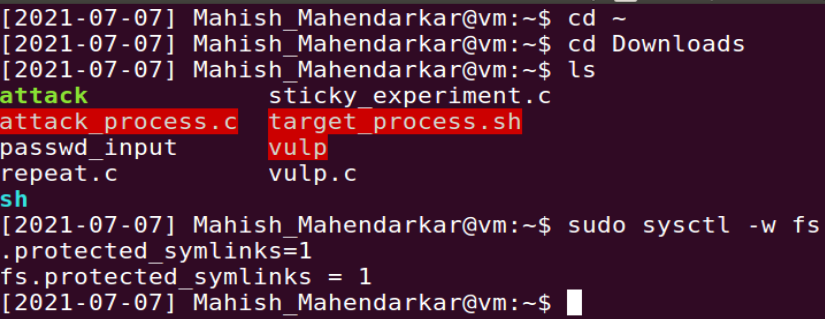 [2021-07-07] Mahish_Mahendarkar@vm:~$ cd ~
[2021-07-07] Mahish_Mahendarkar@vm:~$ cd Downloads
[2021-07-07] Mahish_Mahendarkar@vm:~$ ls
attack sticky_experiment.c
attack_process.c target_process.sh
passwd_input vulp
repeat.c vulp.c
sh
[2021-07-07] Mahish_Mahendarkar@vm:~$ sudo sysctl -w fs
.protected_symlinks=1
fs.protected_symlinks = 1
[2021-07-07] Mahish_Mahendarkar@vm:~$